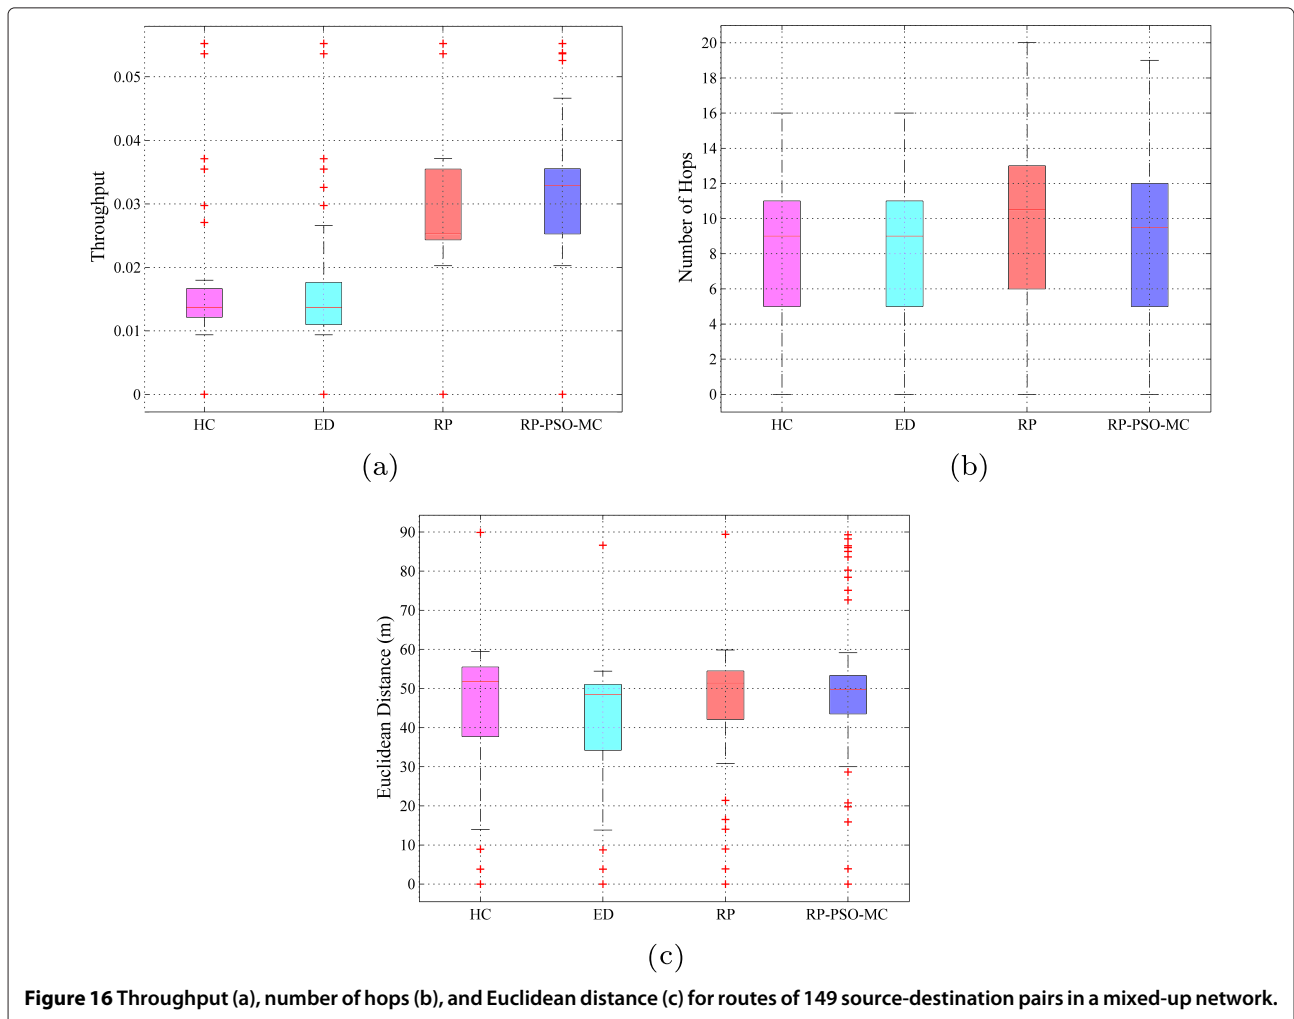 0.05
0.04
0.03
0.02
0.01
0
Throughput
HC ED RP RP-PSO-MC
(a)
20
18
16
14
12
10
8
6
4
2
0
Number of Hops
HC ED RP RP-PSO-MC
(b)
90
80
70
60
50
40
30
20
10
0
Euclidean Distance (m)
HC ED RP RP-PSO-MC
(c)
Figure 16 Throughput (a), number of hops (b), and Euclidean distance (c) for routes of 149 source-destination pairs in a mixed-up network.